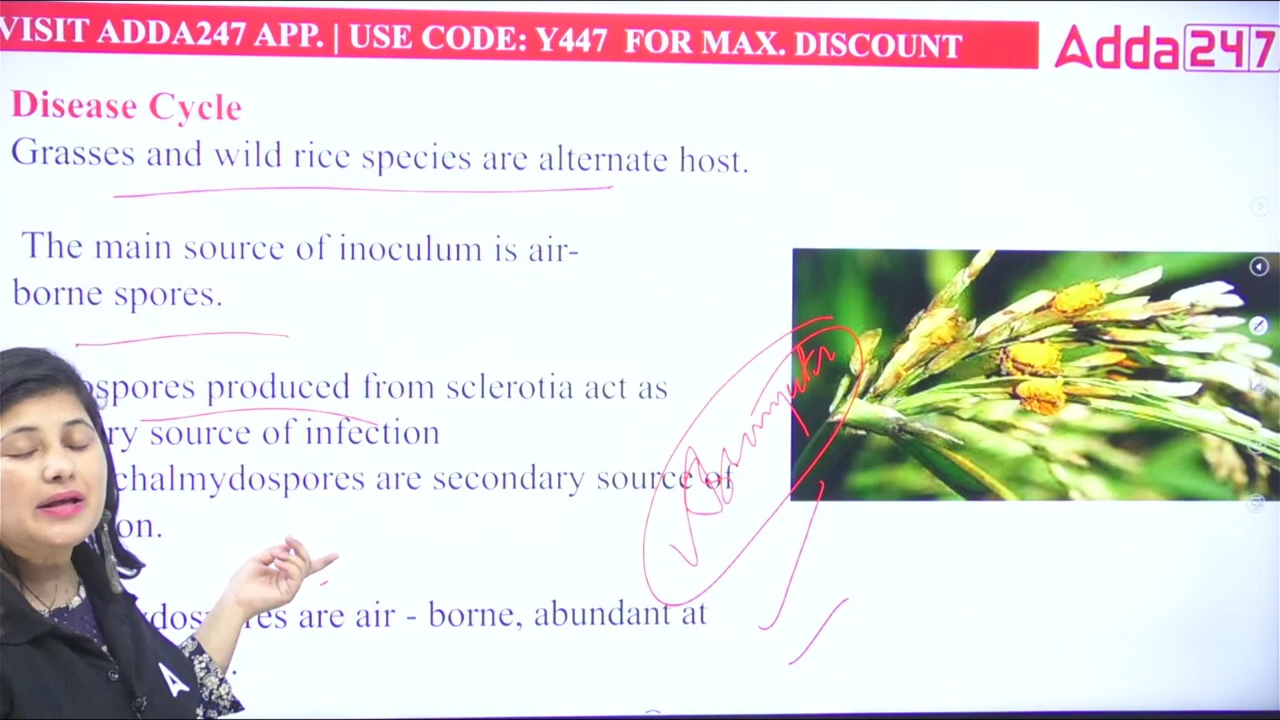 VISIT ADDA247 APP. | USE CODE: Y447 FOR MAX. DISCOUNT
Adda247
Disease Cycle
Grasses and wild rice species are alternate host.
The main source of inoculum is air-
borne spores.
spores produced from sclerotia act as
ry source of infection
chalmydospores are secondary source of
on.
are air - borne, abundant at